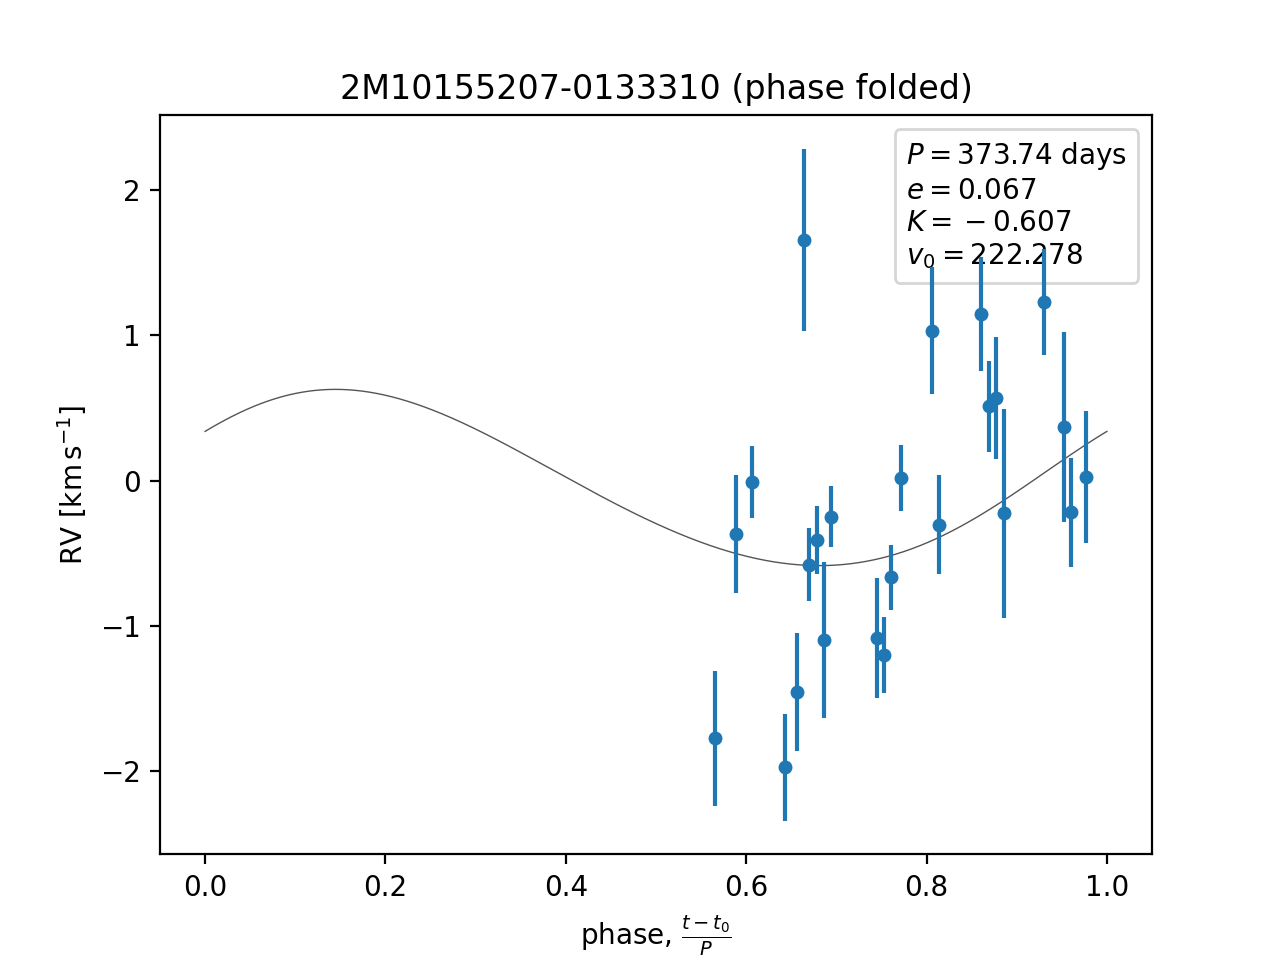 2M10155207-0133310 (phase folded)
P = 373.74 days
e = 0.067
K = −0.607
v₀ = 222.278
2
1
0
−1
−2
RV [km s⁻¹]
0.0 0.2 0.4 0.6 0.8 1.0
phase, (t − t₀)/P